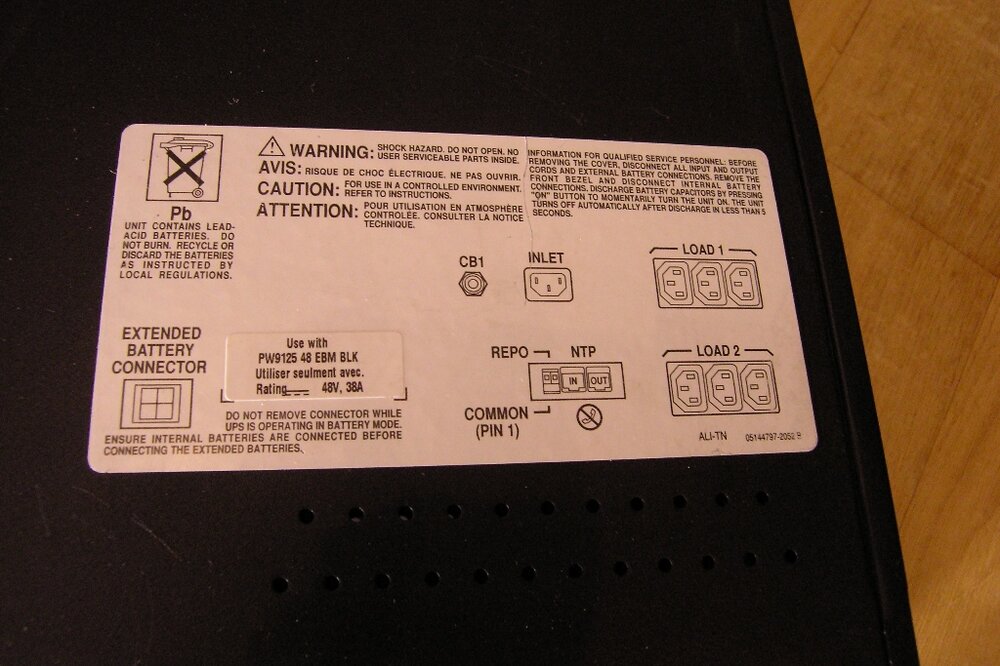 Pb
UNIT CONTAINS LEAD-
ACID BATTERIES. DO
NOT BURN. RECYCLE OR
DISCARD THE BATTERIES
AS INSTRUCTED BY
LOCAL REGULATIONS.
WARNING: SHOCK HAZARD. DO NOT OPEN. NO
USER SERVICEABLE PARTS INSIDE.
AVIS: RISQUE DE CHOC ÉLECTRIQUE. NE PAS OUVRIR.
CAUTION: FOR USE IN A CONTROLLED ENVIRONMENT.
REFER TO INSTRUCTIONS.
ATTENTION: POUR UTILISATION EN ATMOSPHÈRE
CONTROLÉE. CONSULTER LA NOTICE
TECHNIQUE.
INFORMATION FOR QUALIFIED SERVICE PERSONNEL: BEFORE
REMOVING THE COVER, DISCONNECT ALL INPUT AND OUTPUT
CORDS AND EXTERNAL BATTERY CONNECTIONS. REMOVE THE
FRONT BEZEL AND DISCONNECT INTERNAL BATTERY
CONNECTIONS. DISCHARGE BATTERY CAPACITORS BY PRESSING
"ON" BUTTON TO MOMENTARILY TURN THE UNIT ON. THE UNIT
TURNS OFF AUTOMATICALLY AFTER DISCHARGE IN LESS THAN 5
SECONDS.
CB1
INLET
LOAD 1
EXTENDED
BATTERY
CONNECTOR
Use with
PW9125 48 EBM BLK
Utiliser seulment avec.
Rating 48V, 38A
DO NOT REMOVE CONNECTOR WHILE
UPS IS OPERATING IN BATTERY MODE.
ENSURE INTERNAL BATTERIES ARE CONNECTED BEFORE
CONNECTING THE EXTENDED BATTERIES.
REPO
NTP
IN
OUT
COMMON
(PIN 1)
LOAD 2
ALI-TN
05144797-2052 B